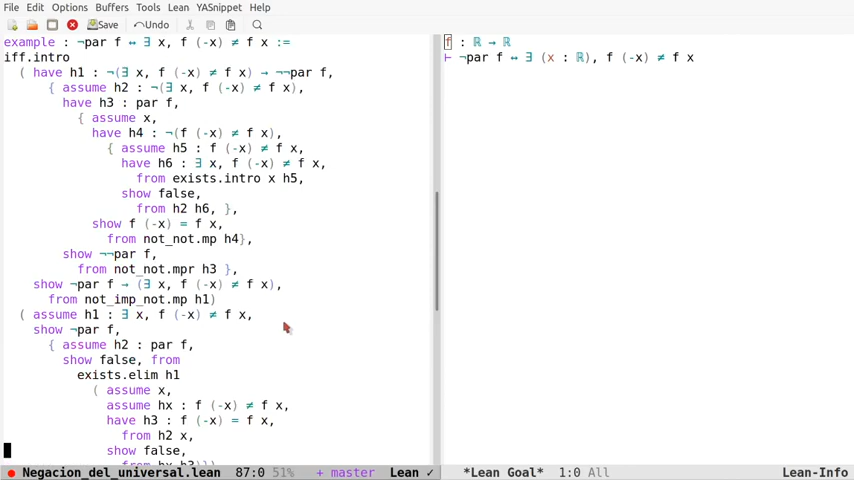 File Edit Options Buffers Tools Lean YASnippet Help
Save Undo
example : ¬par f ↔ ∃ x, f (-x) ≠ f x :=
iff.intro
( have h1 : ¬(∃ x, f (-x) ≠ f x) → ¬¬par f,
{ assume h2 : ¬(∃ x, f (-x) ≠ f x),
have h3 : par f,
{ assume x,
have h4 : ¬(f (-x) ≠ f x),
{ assume h5 : f (-x) ≠ f x,
have h6 : ∃ x, f (-x) ≠ f x,
from exists.intro x h5,
show false,
from h2 h6, },
show f (-x) = f x,
from not_not.mp h4},
show ¬¬par f,
from not_not.mpr h3 },
show ¬par f → (∃ x, f (-x) ≠ f x),
from not_imp_not.mp h1)
( assume h1 : ∃ x, f (-x) ≠ f x,
show ¬par f,
{ assume h2 : par f,
show false, from
exists.elim h1
( assume x,
assume hx : f (-x) ≠ f x,
have h3 : f (-x) = f x,
from h2 x,
show false,
from hx h3)})
Negacion_del_universal.lean 87:0 51% + master Lean ✓
f : ℝ → ℝ
⊢ ¬par f ↔ ∃ (x : ℝ), f (-x) ≠ f x
*Lean Goal* 1:0 All Lean-Info